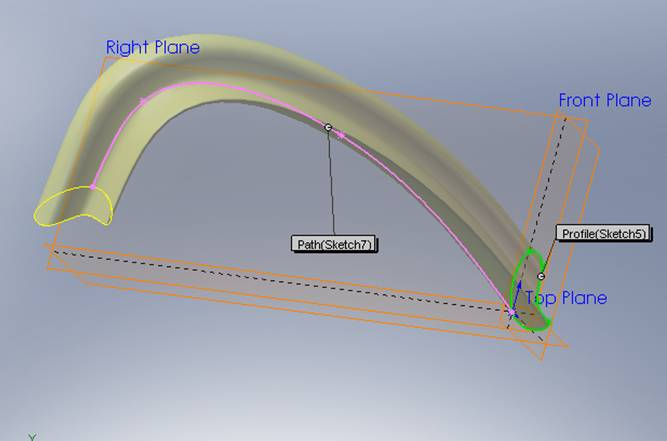 Right Plane
Front Plane
Profile(Sketch5)
Path(Sketch7)
Top Plane
Y